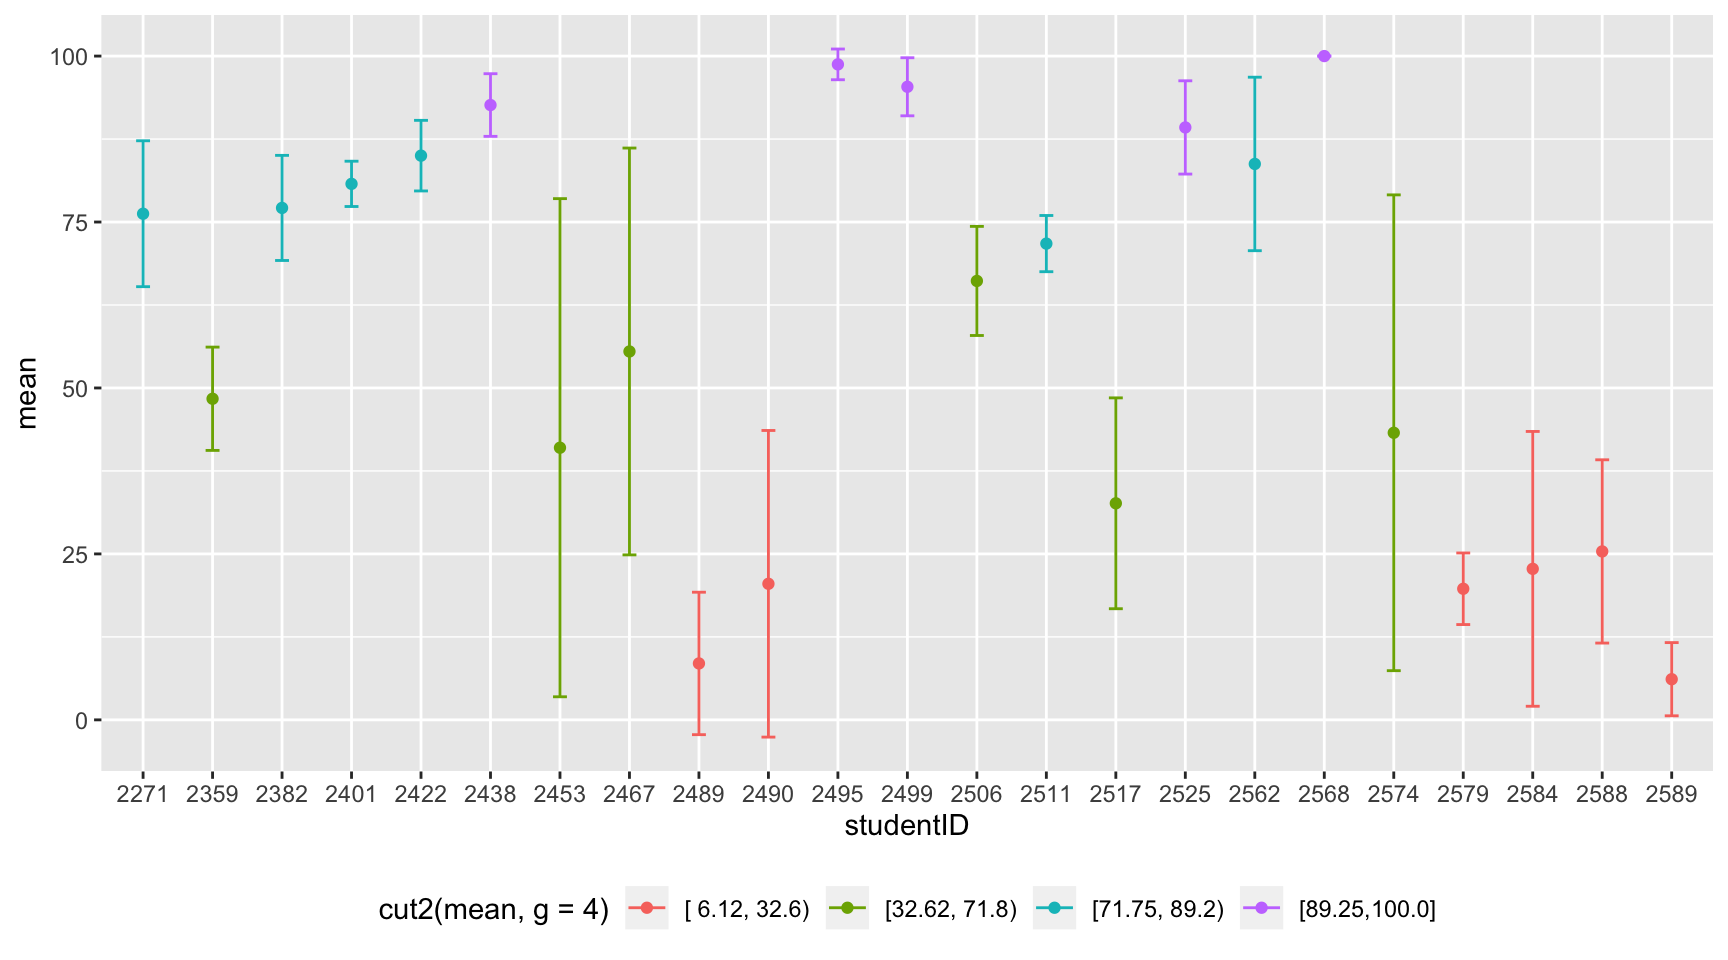 100
75
50
25
0
mean
2271 2359 2382 2401 2422 2438 2453 2467 2489 2490 2495 2499 2506 2511 2517 2525 2562 2568 2574 2579 2584 2588 2589
studentID
cut2(mean, g = 4) [ 6.12, 32.6) [32.62, 71.8) [71.75, 89.2) [89.25,100.0]